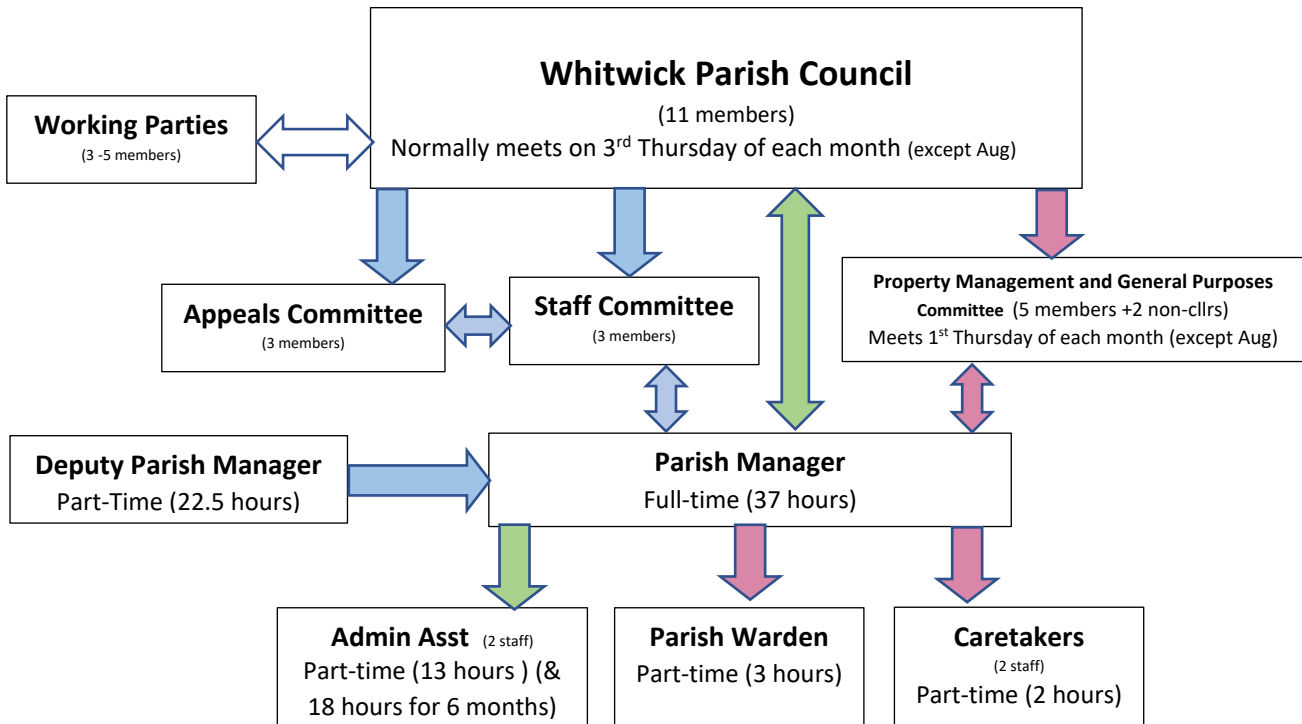 Whitwick Parish Council
(11 members)
Normally meets on 3rd Thursday of each month (except Aug)
Working Parties
(3 -5 members)
Appeals Committee
(3 members)
Staff Committee
(3 members)
Property Management and General Purposes
Committee (5 members +2 non-cllrs)
Meets 1st Thursday of each month (except Aug)
Deputy Parish Manager
Part-Time (22.5 hours)
Parish Manager
Full-time (37 hours)
Admin Asst (2 staff)
Part-time (13 hours ) (&
18 hours for 6 months)
Parish Warden
Part-time (3 hours)
Caretakers
(2 staff)
Part-time (2 hours)